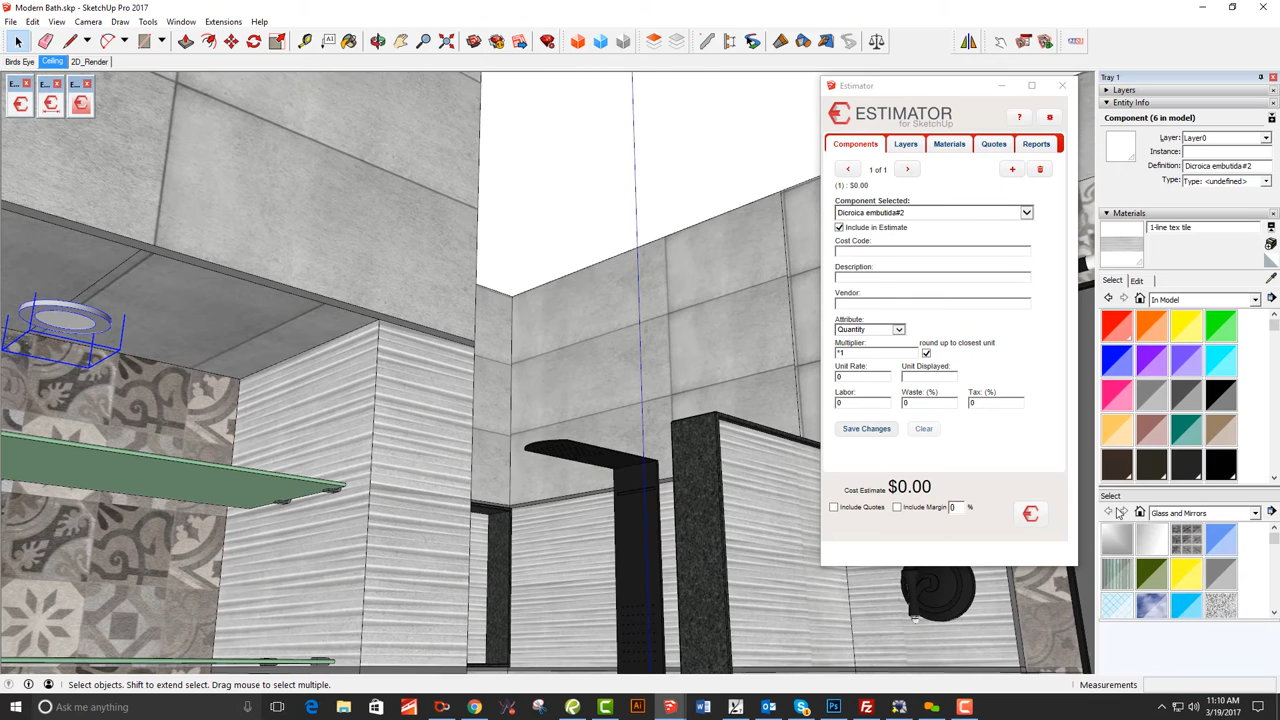 Modern Bath.skp - SketchUp Pro 2017
File Edit View Camera Draw Tools Window Extensions Help
Birds Eye Ceiling 2D_Render
E... E... E...
Estimator
ESTIMATOR
for SketchUp
?
Components Layers Materials Quotes Reports
1 of 1
(1) : $0.00
Component Selected:
Dicroica embutida#2
Include in Estimate
Cost Code:
Description:
Vendor:
Attribute:
Quantity
Multiplier: round up to closest unit
*1
Unit Rate: Unit Displayed:
0
Labor: Waste: (%) Tax: (%)
0 0 0
Save Changes Clear
Cost Estimate $0.00
Include Quotes Include Margin 0 %
Tray 1
Layers
Entity Info
Component (6 in model)
Layer: Layer0
Instance:
Definition: Dicroica embutida#2
Type: Type: <undefined>
Materials
1-line tex tile
Select Edit
In Model
Select
Glass and Mirrors
Select objects. Shift to extend select. Drag mouse to select multiple.
Measurements
Ask me anything
11:10 AM
3/19/2017